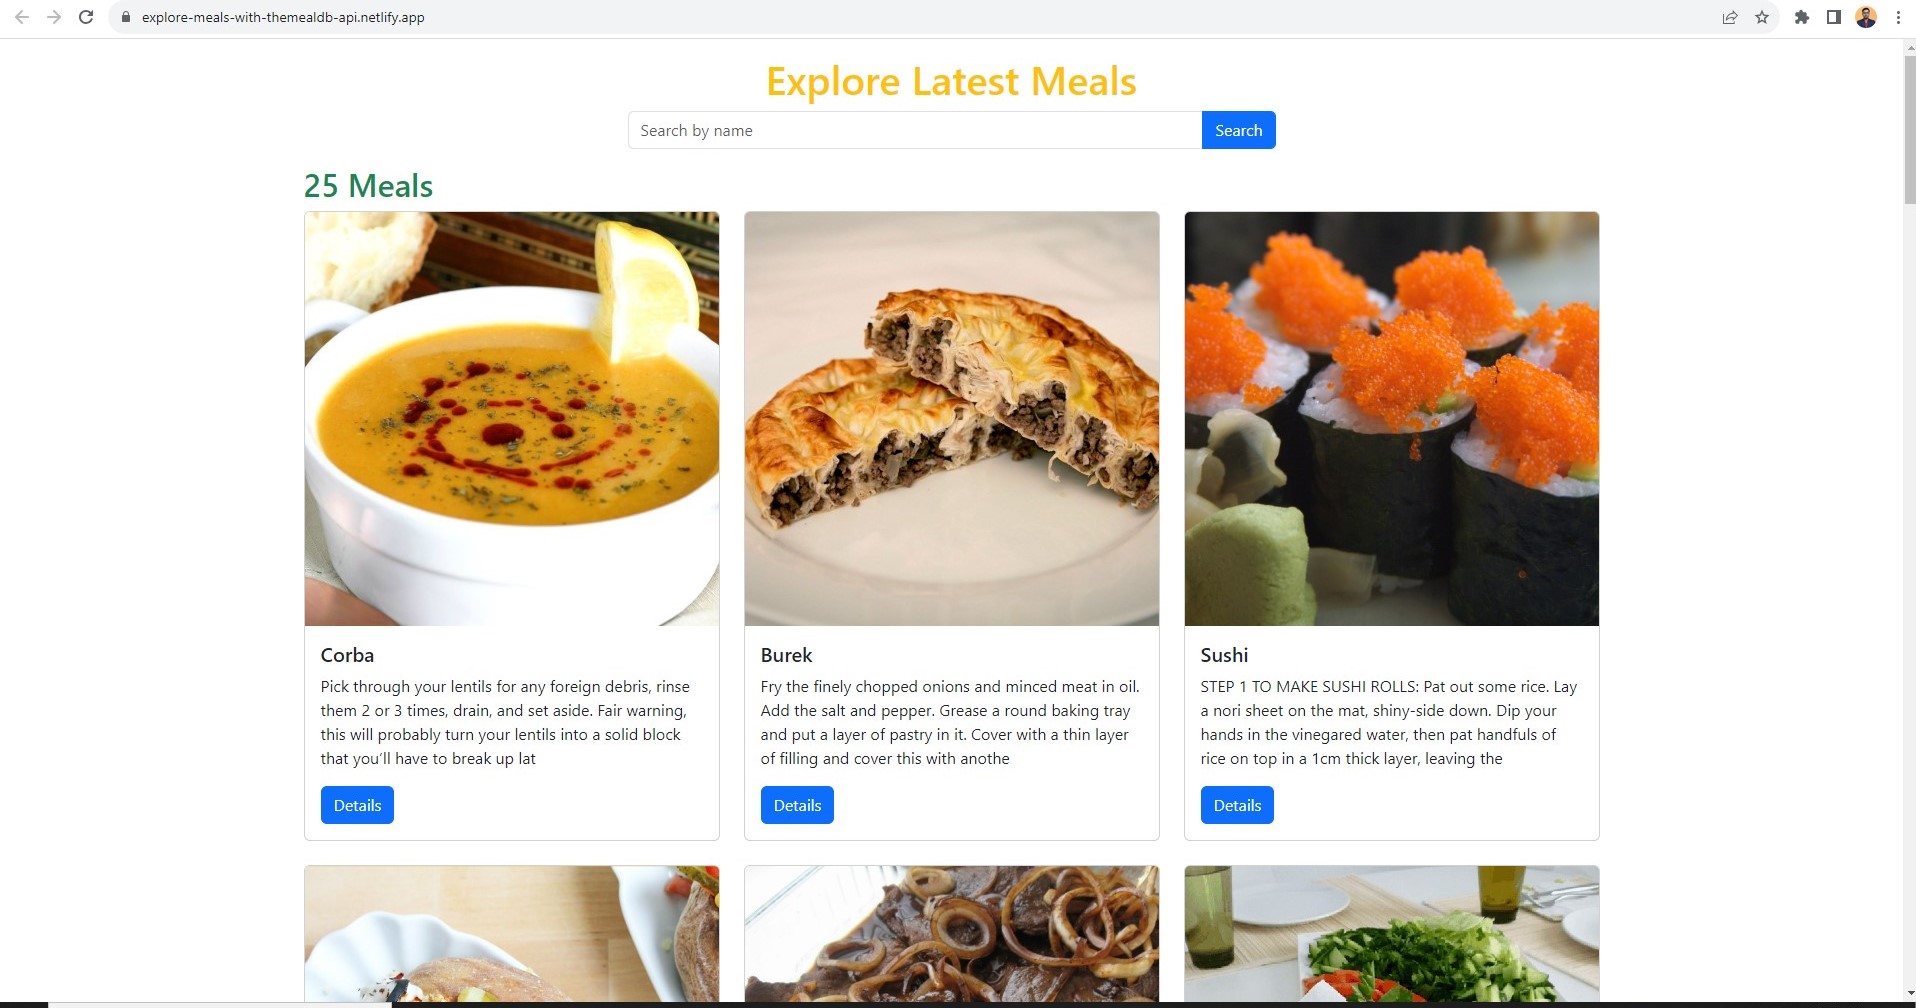 explore-meals-with-themealdb-api.netlify.app
Explore Latest Meals
Search by name
Search
25 Meals
Corba
Pick through your lentils for any foreign debris, rinse
them 2 or 3 times, drain, and set aside. Fair warning,
this will probably turn your lentils into a solid block
that you’ll have to break up lat
Details
Burek
Fry the finely chopped onions and minced meat in oil.
Add the salt and pepper. Grease a round baking tray
and put a layer of pastry in it. Cover with a thin layer
of filling and cover this with anothe
Details
Sushi
STEP 1 TO MAKE SUSHI ROLLS: Pat out some rice. Lay
a nori sheet on the mat, shiny-side down. Dip your
hands in the vinegared water, then pat handfuls of
rice on top in a 1cm thick layer, leaving the
Details